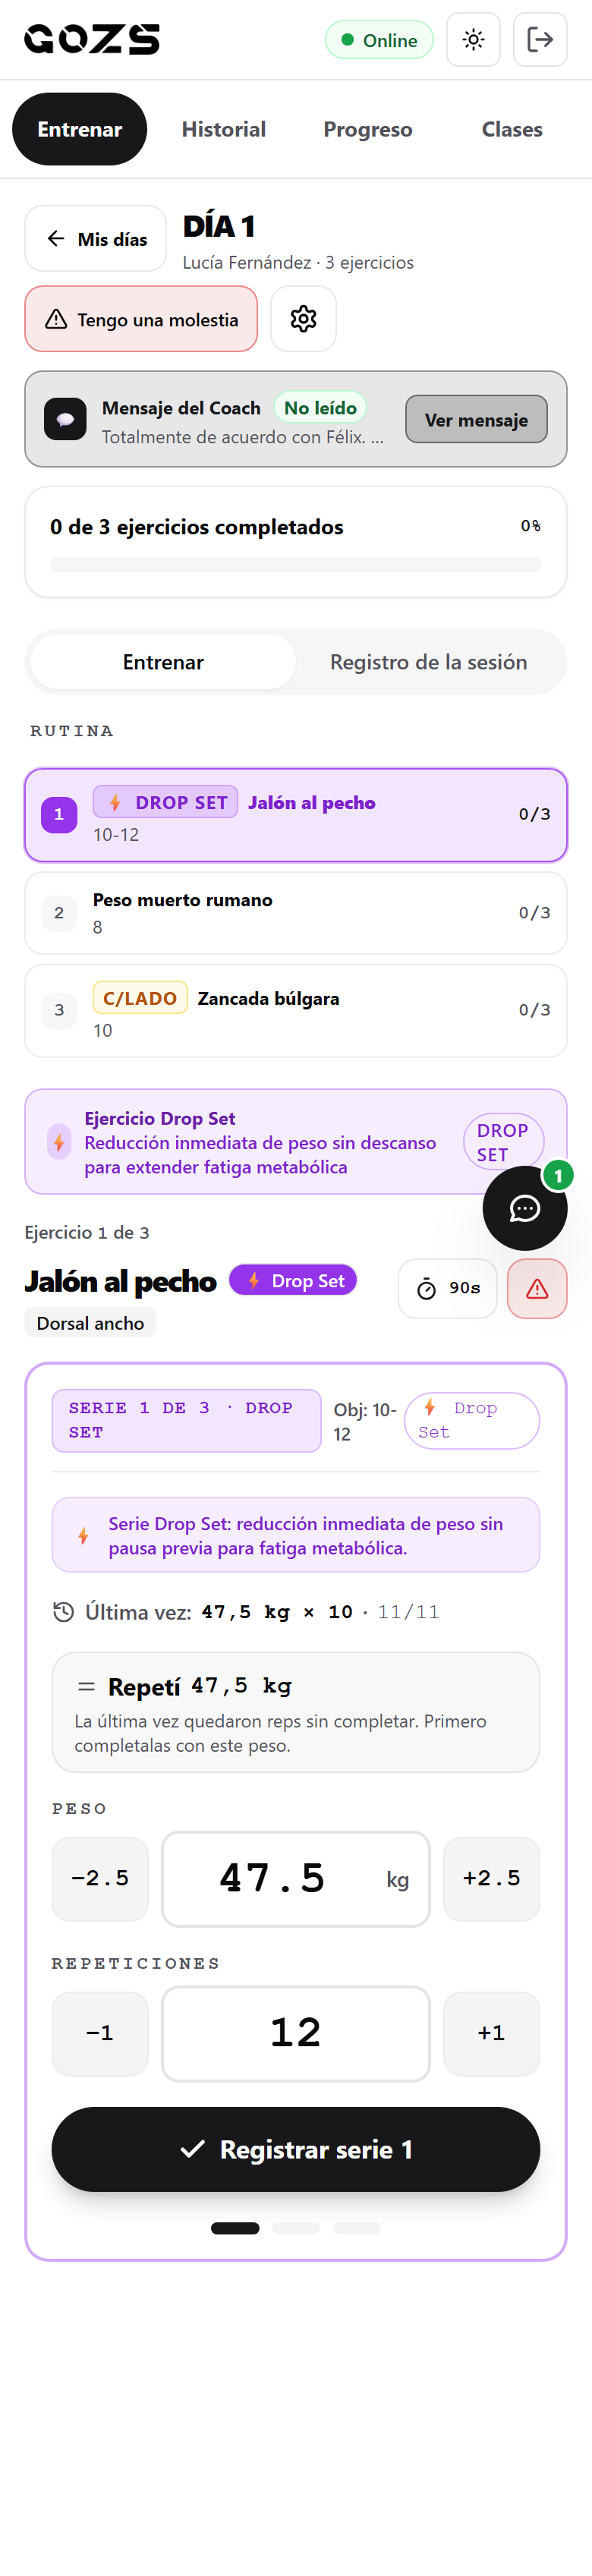 GOZS
Online
Entrenar
Historial
Progreso
Clases
Mis días
DÍA 1
Lucía Fernández · 3 ejercicios
Tengo una molestia
Mensaje del Coach
No leído
Totalmente de acuerdo con Félix. ...
Ver mensaje
0 de 3 ejercicios completados
0%
Entrenar
Registro de la sesión
RUTINA
1
DROP SET
Jalón al pecho
10-12
0/3
2
Peso muerto rumano
8
0/3
3
C/LADO
Zancada búlgara
10
0/3
Ejercicio Drop Set
Reducción inmediata de peso sin descanso
para extender fatiga metabólica
DROP
SET
1
Ejercicio 1 de 3
Jalón al pecho
Drop Set
90s
Dorsal ancho
SERIE 1 DE 3 · DROP
SET
Obj: 10-
12
Drop
Set
Serie Drop Set: reducción inmediata de peso sin
pausa previa para fatiga metabólica.
Última vez: 47,5 kg × 10 · 11/11
= Repetí 47,5 kg
La última vez quedaron reps sin completar. Primero
completalas con este peso.
PESO
−2.5
47.5
kg
+2.5
REPETICIONES
−1
12
+1
Registrar serie 1